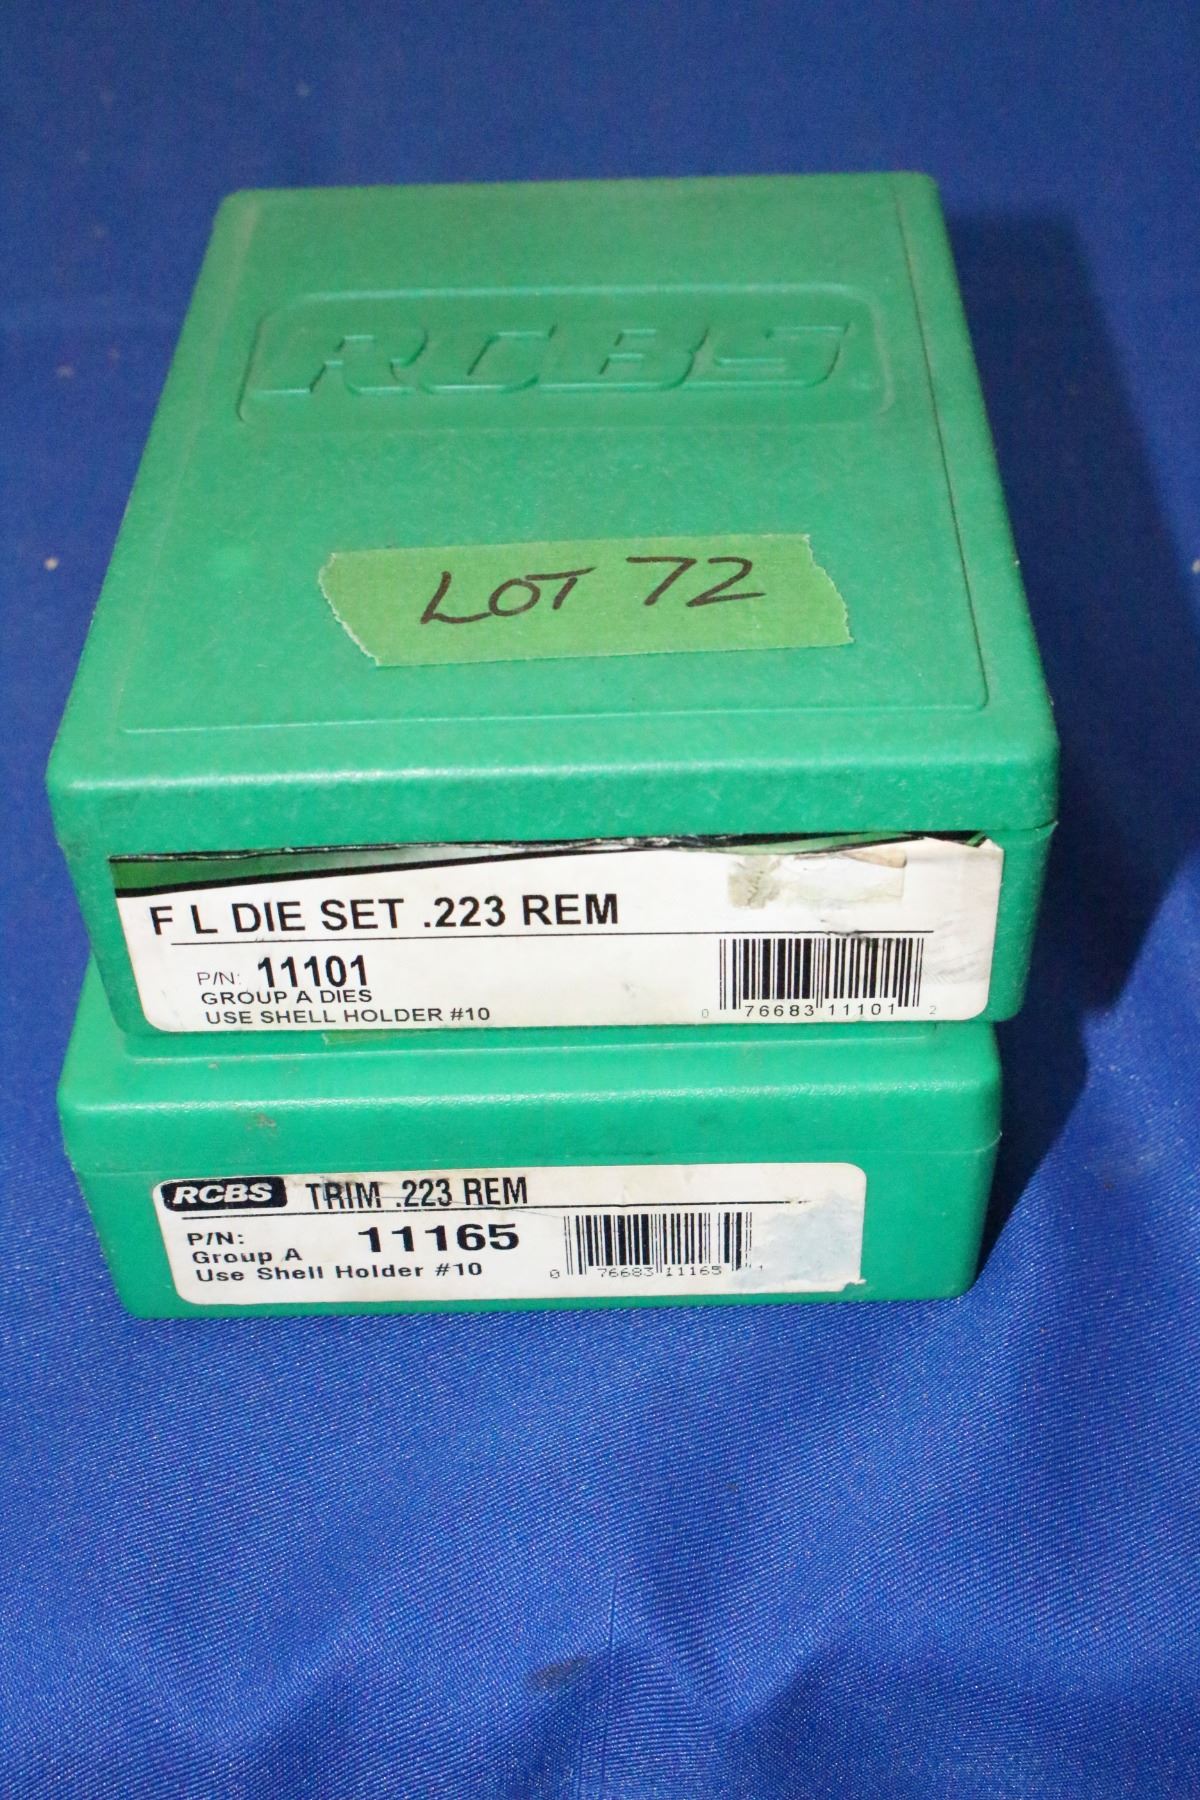 RCBS
LOT 72
F L DIE SET .223 REM
P/N: 11101
GROUP A DIES
USE SHELL HOLDER #10
0 76683 11101 2
RCBS TRIM .223 REM
P/N: 11165
Group A
Use Shell Holder #10
0 76683 11165 1